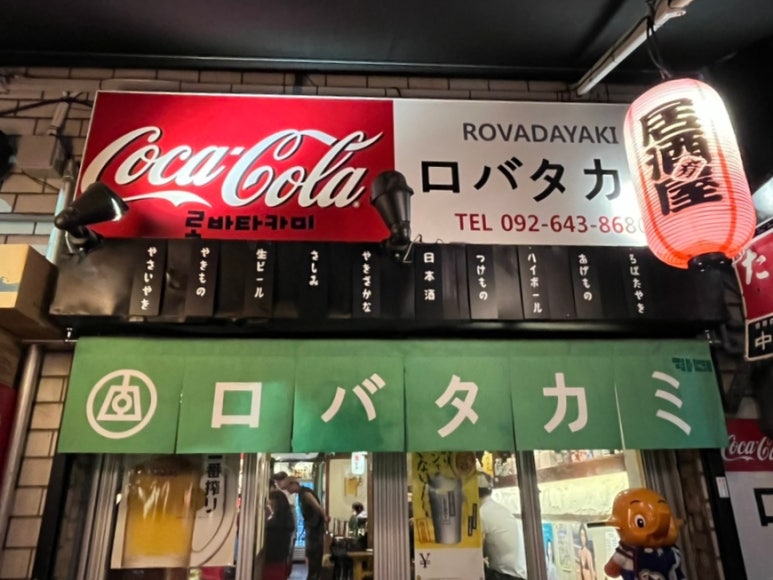 Coca-Cola
로바타카미
ROVADAYAKI
ロバタカ
TEL 092-643-868
居酒屋
やさいやき
やきもの
生ビール
さしみ
やきざかな
日本酒
つけもの
ハイボール
あげもの
ろばたやき
ロバタカミ
一番搾り
た
中
Coca
¥